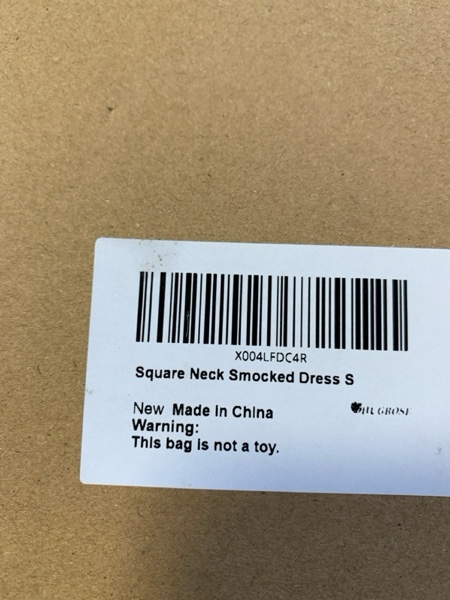 X004LFDC4R
Square Neck Smocked Dress S
New Made in China
Warning:
This bag is not a toy.